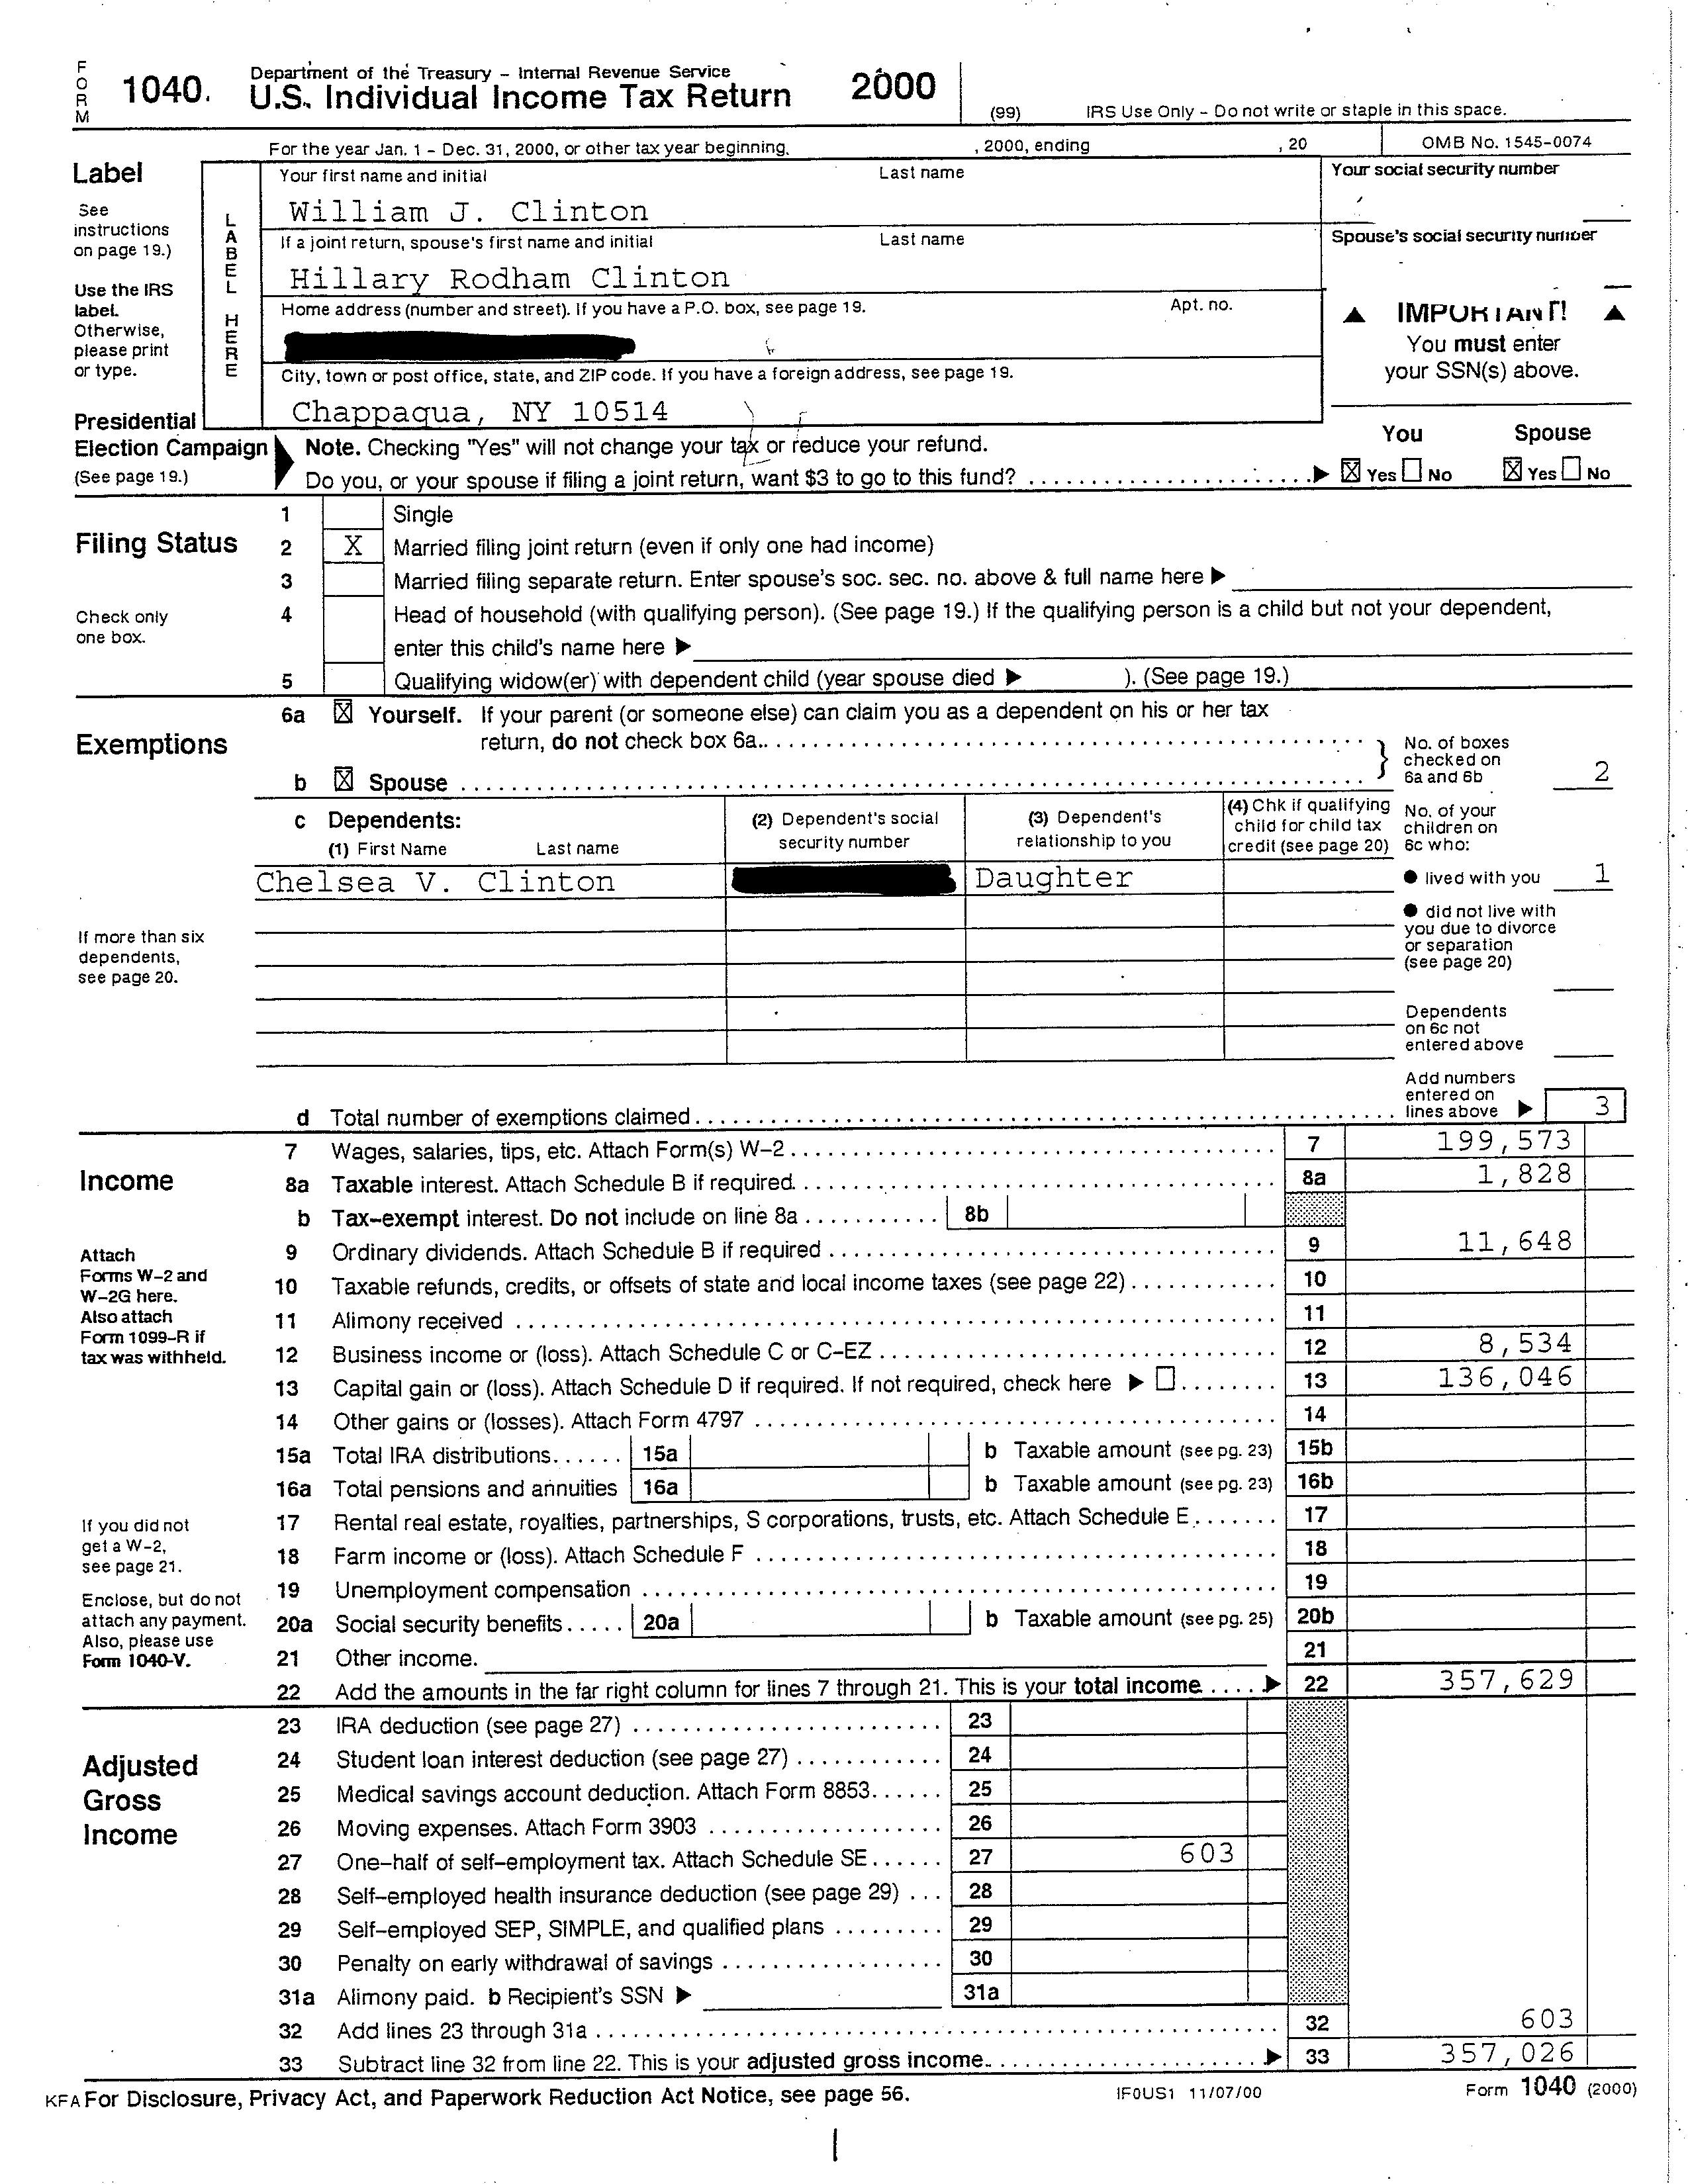 FORM 1040. Department of the Treasury - Internal Revenue Service
U.S. Individual Income Tax Return 2000
(99) IRS Use Only - Do not write or staple in this space.
For the year Jan. 1 - Dec. 31, 2000, or other tax year beginning, , 2000, ending , 20 OMB No. 1545-0074
Label
See
instructions
on page 19.)
Use the IRS
label.
Otherwise,
please print
or type.
LABEL HERE
Your first name and initial Last name Your social security number
William J. Clinton
If a joint return, spouse's first name and initial Last name Spouse's social security number
Hillary Rodham Clinton
Home address (number and street). If you have a P.O. box, see page 19. Apt. no.
▲ IMPORTANT! ▲
You must enter
your SSN(s) above.
City, town or post office, state, and ZIP code. If you have a foreign address, see page 19.
Chappaqua, NY 10514
Presidential
Election Campaign
(See page 19.)
You Spouse
Note. Checking "Yes" will not change your tax or reduce your refund.
Do you, or your spouse if filing a joint return, want $3 to go to this fund? ▶ ☒ Yes ☐ No ☒ Yes ☐ No
Filing Status
Check only
one box.
1 Single
2 X Married filing joint return (even if only one had income)
3 Married filing separate return. Enter spouse's soc. sec. no. above & full name here ▶
4 Head of household (with qualifying person). (See page 19.) If the qualifying person is a child but not your dependent,
enter this child's name here ▶
5 Qualifying widow(er) with dependent child (year spouse died ▶ ). (See page 19.)
Exemptions
6a ☒ Yourself. If your parent (or someone else) can claim you as a dependent on his or her tax
return, do not check box 6a..
b ☒ Spouse
No. of boxes
checked on
6a and 6b 2
c Dependents:
(1) First Name Last name
(2) Dependent's social
security number
(3) Dependent's
relationship to you
(4) Chk if qualifying
child for child tax
credit (see page 20)
No. of your
children on
6c who:
Chelsea V. Clinton Daughter
● lived with you 1
● did not live with
you due to divorce
or separation
(see page 20)
If more than six
dependents,
see page 20.
Dependents
on 6c not
entered above
Add numbers
entered on
lines above ▶ 3
d Total number of exemptions claimed
Income
Attach
Forms W-2 and
W-2G here.
Also attach
Form 1099-R if
tax was withheld.
If you did not
get a W-2,
see page 21.
Enclose, but do not
attach any payment.
Also, please use
Form 1040-V.
7 Wages, salaries, tips, etc. Attach Form(s) W-2 7 199,573
8a Taxable interest. Attach Schedule B if required. 8a 1,828
b Tax-exempt interest. Do not include on line 8a 8b
9 Ordinary dividends. Attach Schedule B if required 9 11,648
10 Taxable refunds, credits, or offsets of state and local income taxes (see page 22) 10
11 Alimony received 11
12 Business income or (loss). Attach Schedule C or C-EZ 12 8,534
13 Capital gain or (loss). Attach Schedule D if required. If not required, check here ▶ ☐ 13 136,046
14 Other gains or (losses). Attach Form 4797 14
15a Total IRA distributions. 15a b Taxable amount (see pg. 23) 15b
16a Total pensions and annuities 16a b Taxable amount (see pg. 23) 16b
17 Rental real estate, royalties, partnerships, S corporations, trusts, etc. Attach Schedule E 17
18 Farm income or (loss). Attach Schedule F 18
19 Unemployment compensation 19
20a Social security benefits 20a b Taxable amount (see pg. 25) 20b
21 Other income. 21
22 Add the amounts in the far right column for lines 7 through 21. This is your total income ▶ 22 357,629
Adjusted
Gross
Income
23 IRA deduction (see page 27) 23
24 Student loan interest deduction (see page 27) 24
25 Medical savings account deduction. Attach Form 8853. 25
26 Moving expenses. Attach Form 3903 26
27 One-half of self-employment tax. Attach Schedule SE 27 603
28 Self-employed health insurance deduction (see page 29) 28
29 Self-employed SEP, SIMPLE, and qualified plans 29
30 Penalty on early withdrawal of savings 30
31a Alimony paid. b Recipient's SSN ▶ 31a
32 Add lines 23 through 31a 32 603
33 Subtract line 32 from line 22. This is your adjusted gross income. ▶ 33 357,026
KFA For Disclosure, Privacy Act, and Paperwork Reduction Act Notice, see page 56. IF0US1 11/07/00 Form 1040 (2000)
1